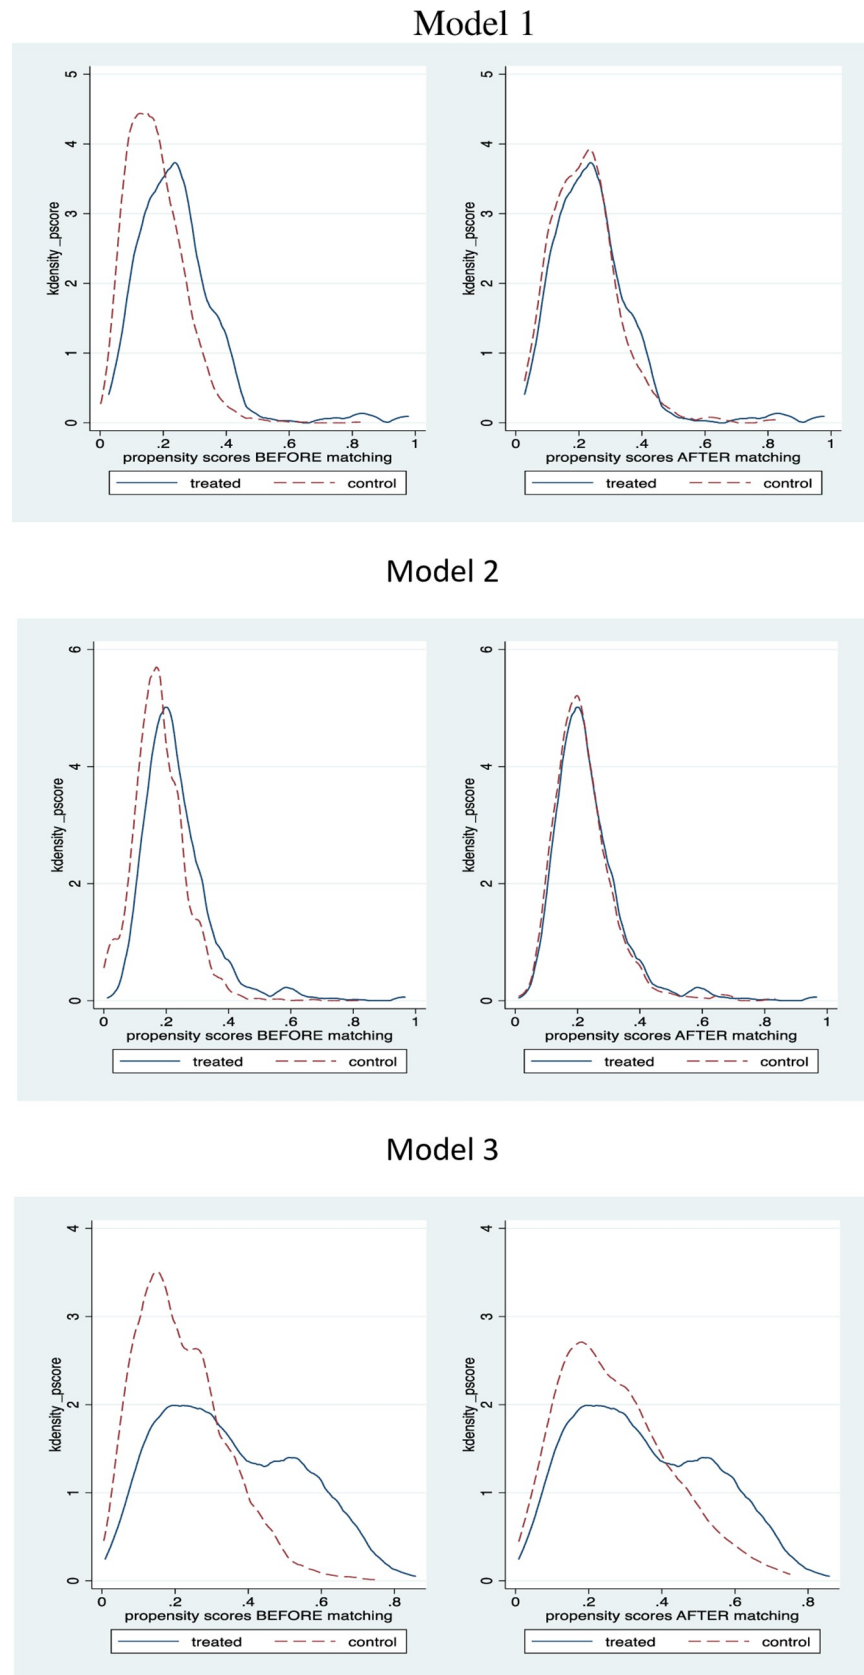 Model 1
5
4
3
2
1
0
kdensity _pscore
0 .2 .4 .6 .8 1
propensity scores BEFORE matching
treated control
5
4
3
2
1
0
kdensity _pscore
0 .2 .4 .6 .8 1
propensity scores AFTER matching
treated control
Model 2
6
4
2
0
kdensity _pscore
0 .2 .4 .6 .8 1
propensity scores BEFORE matching
treated control
6
4
2
0
kdensity _pscore
0 .2 .4 .6 .8 1
propensity scores AFTER matching
treated control
Model 3
4
3
2
1
0
kdensity _pscore
0 .2 .4 .6 .8
propensity scores BEFORE matching
treated control
4
3
2
1
0
kdensity _pscore
0 .2 .4 .6 .8
propensity scores AFTER matching
treated control